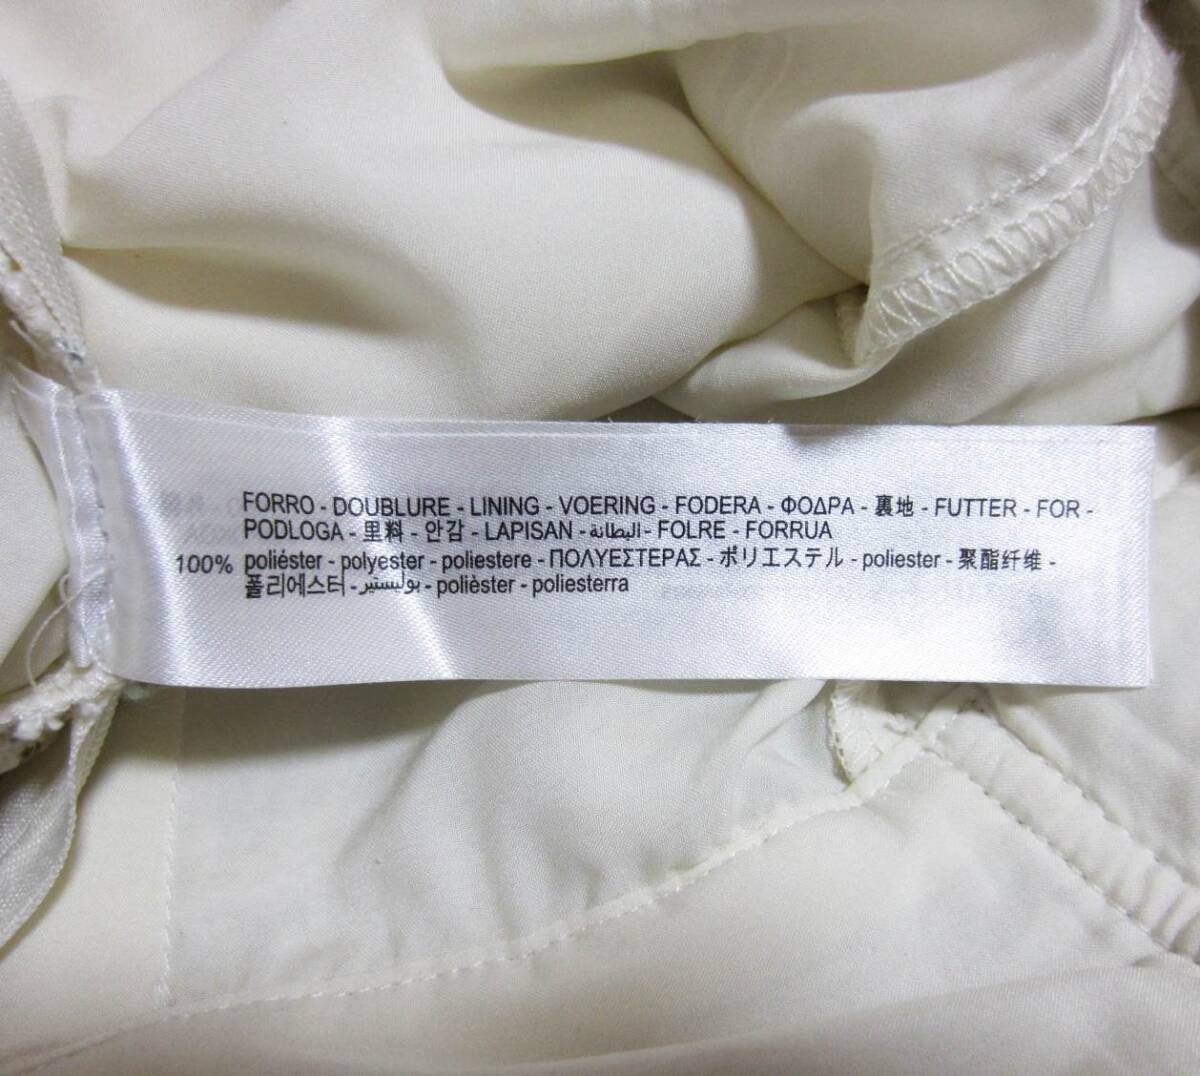 FORRO - DOUBLURE - LINING - VOERING - FODERA - ΦΟΔΡΑ - 裏地 - FUTTER - FOR -
PODLOGA - 里料 - 안감 - LAPISAN - البطانة - FOLRE - FORRUA
100% poliéster - polyester - poliestere - ΠΟΛΥΕΣΤΕΡΑΣ - ポリエステル - poliester - 聚酯纤维 -
폴리에스터 - بوليستير - polièster - poliesterra